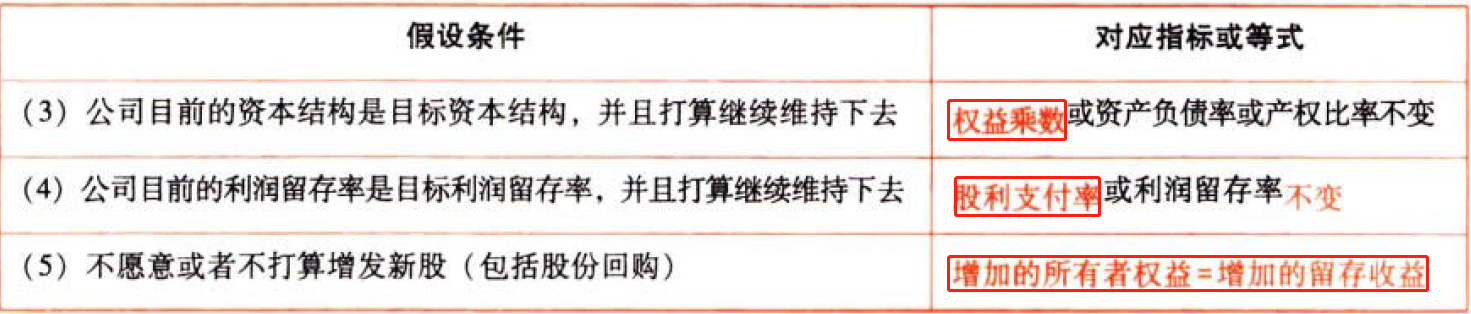 假设条件 对应指标或等式
（3）公司目前的资本结构是目标资本结构，并且打算继续维持下去 权益乘数或资产负债率或产权比率不变
（4）公司目前的利润留存率是目标利润留存率，并且打算继续维持下去 股利支付率或利润留存率不变
（5）不愿意或者不打算增发新股（包括股份回购） 增加的所有者权益=增加的留存收益